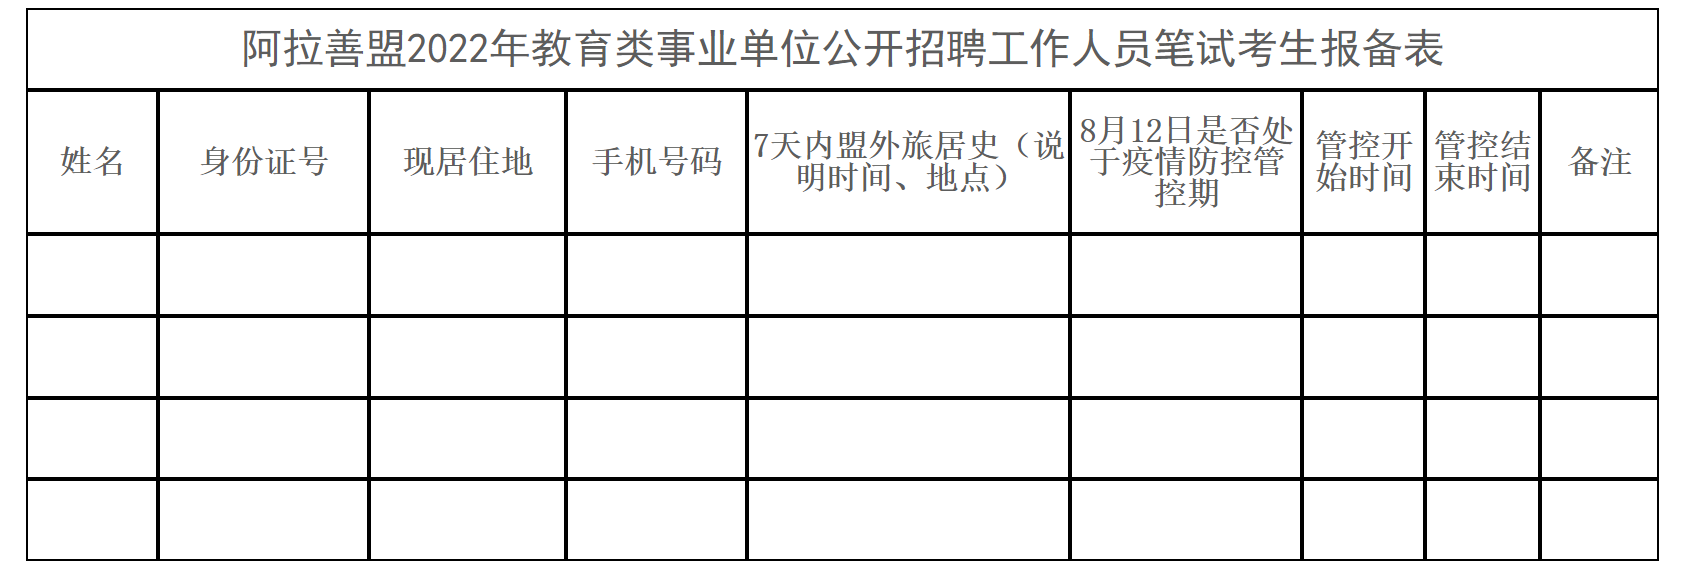 阿拉善盟2022年教育类事业单位公开招聘工作人员笔试考生报备表
姓名
身份证号
现居住地
手机号码
7天内盟外旅居史（说
明时间、地点）
8月12日是否处
于疫情防控管
控期
管控开
始时间
管控结
束时间
备注